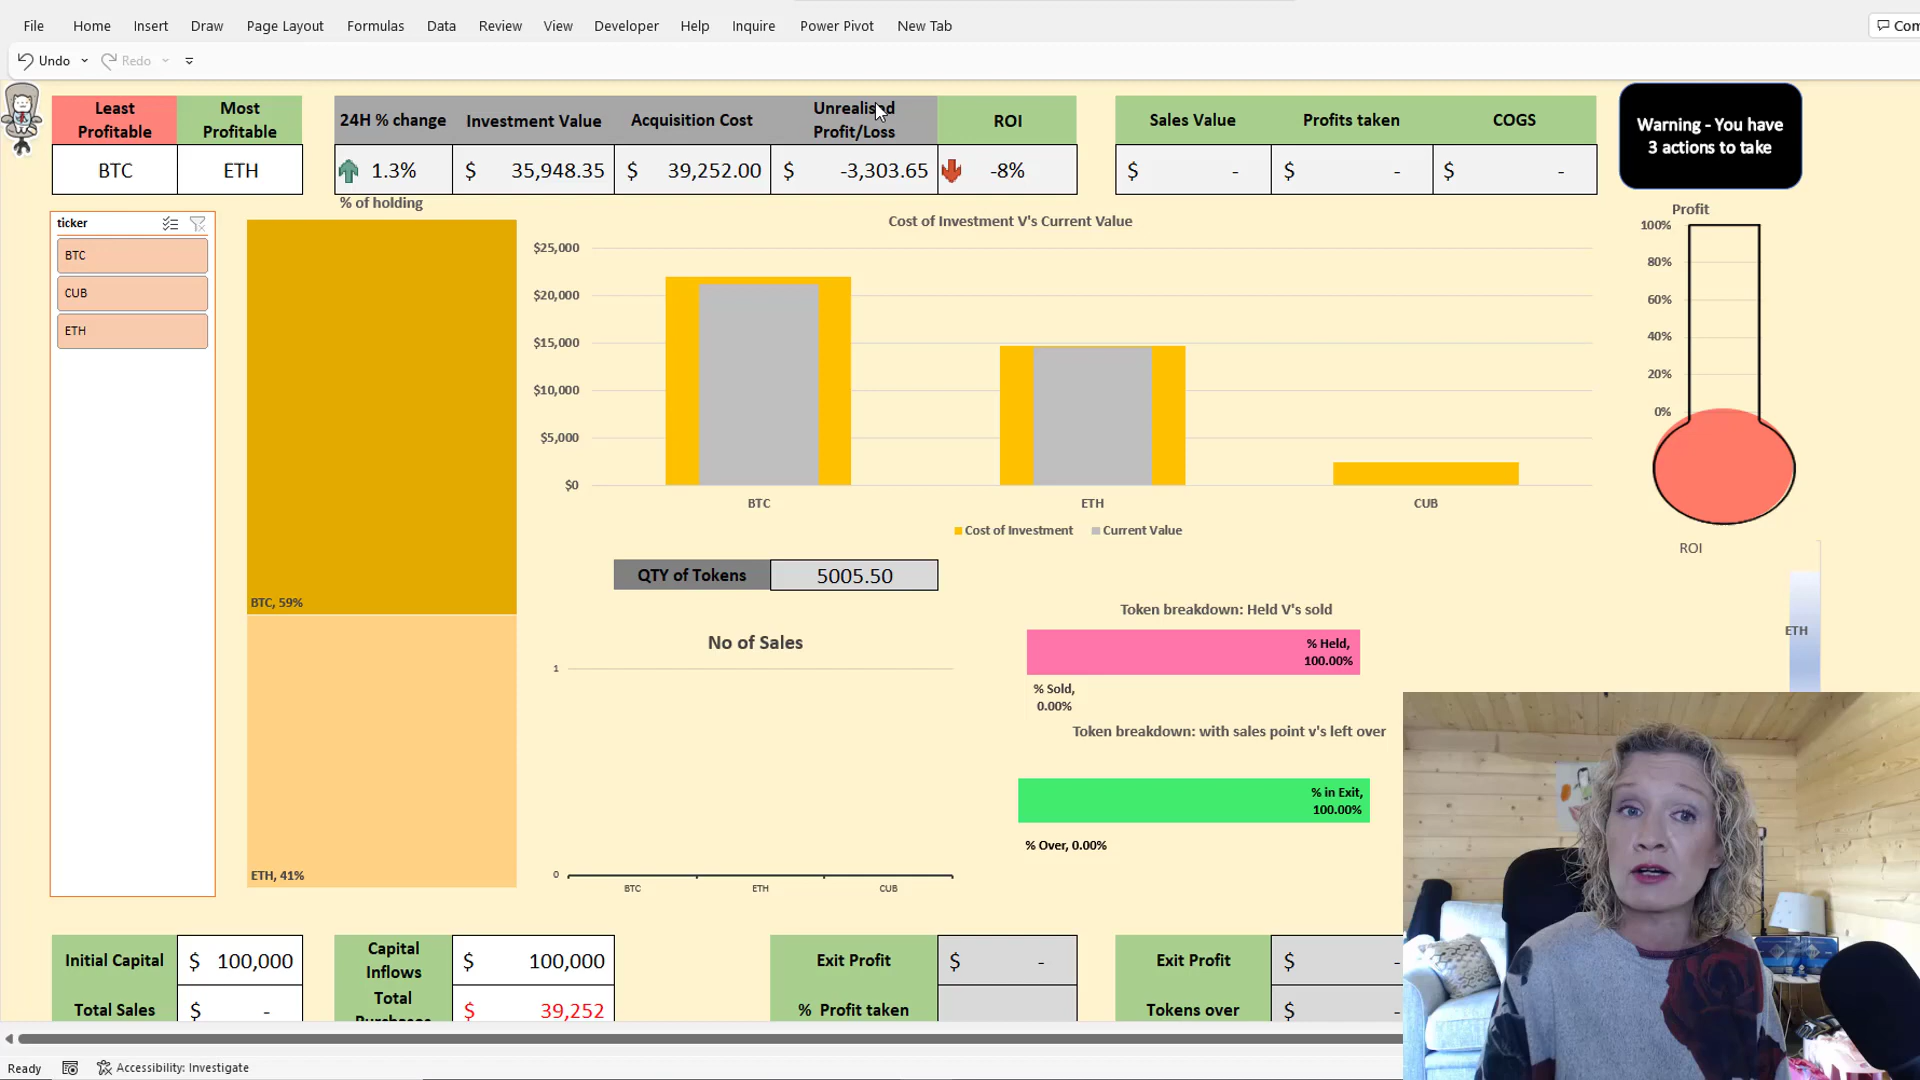 File Home Insert Draw Page Layout Formulas Data Review View Developer Help Inquire Power Pivot New Tab
Com
Undo Redo
Least Profitable
Most Profitable
BTC
ETH
24H % change
Investment Value
Acquisition Cost
Unrealised Profit/Loss
ROI
1.3%
$ 35,948.35
$ 39,252.00
$ -3,303.65
-8%
Sales Value
Profits taken
COGS
$ -
$ -
$ -
Warning - You have
3 actions to take
ticker
BTC
CUB
ETH
% of holding
BTC, 59%
ETH, 41%
Cost of Investment V's Current Value
$25,000
$20,000
$15,000
$10,000
$5,000
$0
BTC
ETH
CUB
Cost of Investment
Current Value
Profit
100%
80%
60%
40%
20%
0%
ROI
ETH
QTY of Tokens
5005.50
No of Sales
1
0
BTC
ETH
CUB
Token breakdown: Held V's sold
% Held,
100.00%
% Sold,
0.00%
Token breakdown: with sales point v's left over
% in Exit,
100.00%
% Over, 0.00%
Initial Capital
$ 100,000
Total Sales
$ -
Capital
Inflows
$ 100,000
Total
Purchases
$ 39,252
Exit Profit
$ -
% Profit taken
Exit Profit
$ -
Tokens over
$ -
Ready
Accessibility: Investigate